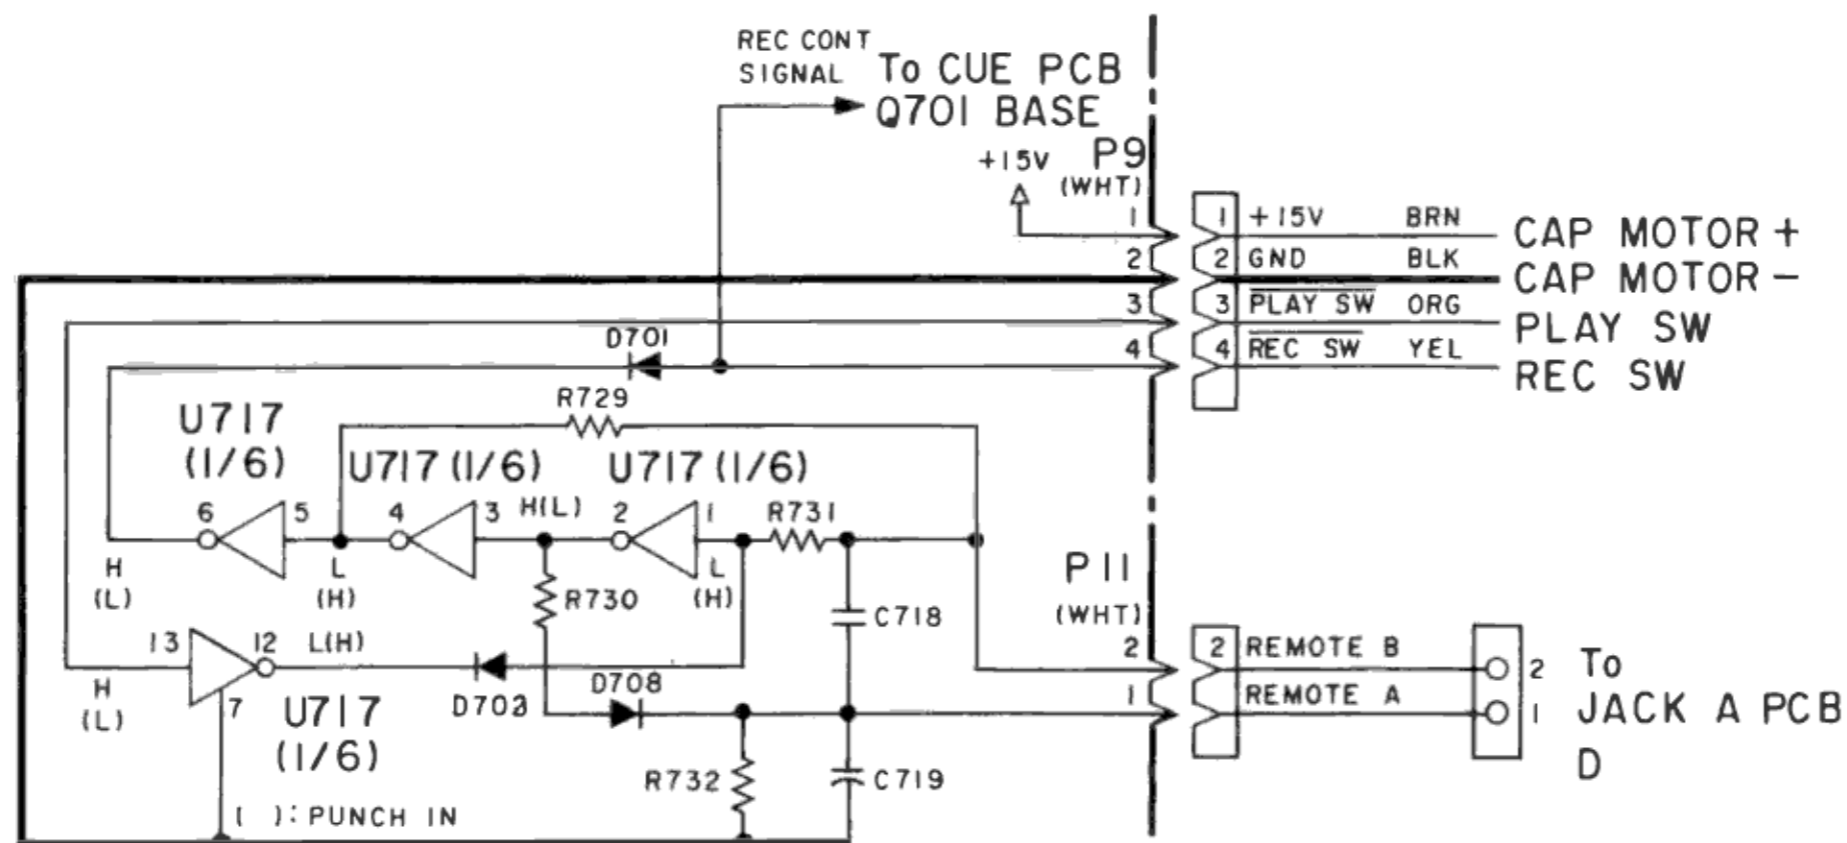 REC CONT
SIGNAL
To CUE PCB
Q701 BASE
+15V
P9
(WHT)
1
1
+15V
BRN
CAP MOTOR +
2
2
GND
BLK
CAP MOTOR -
3
3
PLAY SW
ORG
PLAY SW
D701
4
4
REC SW
YEL
REC SW
R729
U717
(1/6)
U717 (1/6)
U717 (1/6)
6
5
4
3
H(L)
2
1
R731
H
(L)
L
(H)
R730
L
(H)
C718
P11
(WHT)
13
12
L(H)
2
2
REMOTE B
2
To
H
(L)
7
U717
(1/6)
D708
1
1
REMOTE A
1
JACK A PCB
D
R732
C719
( ): PUNCH IN